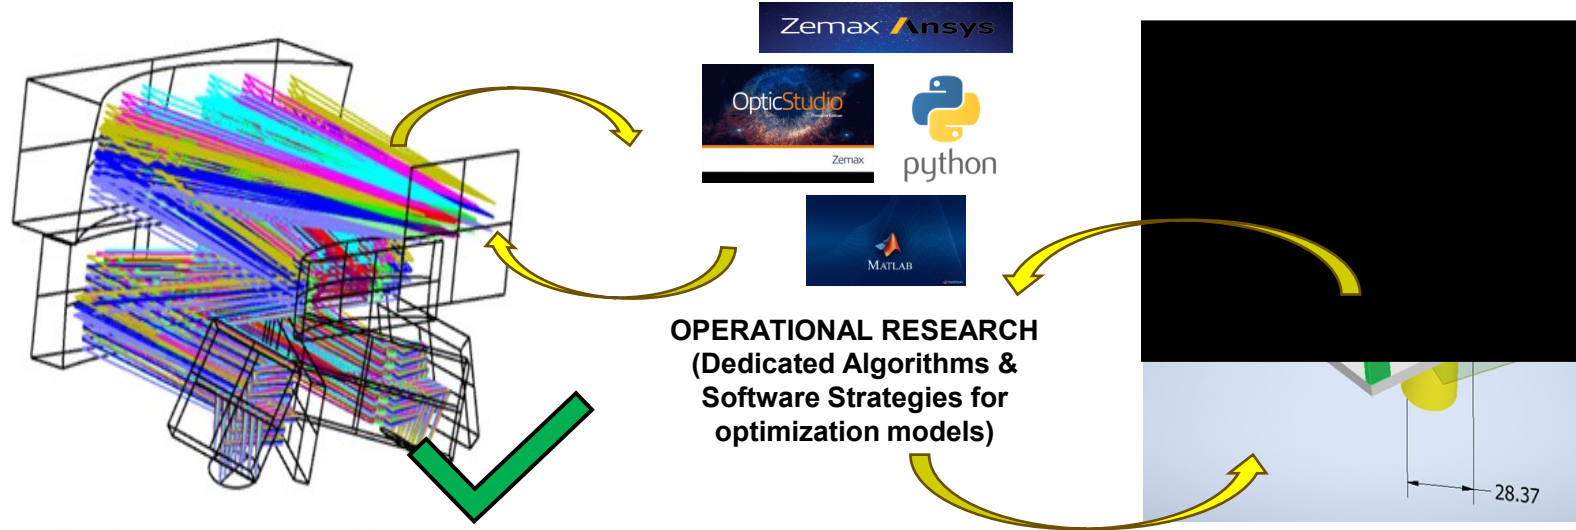 Zemax Ansys
OpticStudio
Zemax
python
MATLAB
OPERATIONAL RESEARCH
(Dedicated Algorithms &
Software Strategies for
optimization models)
28.37